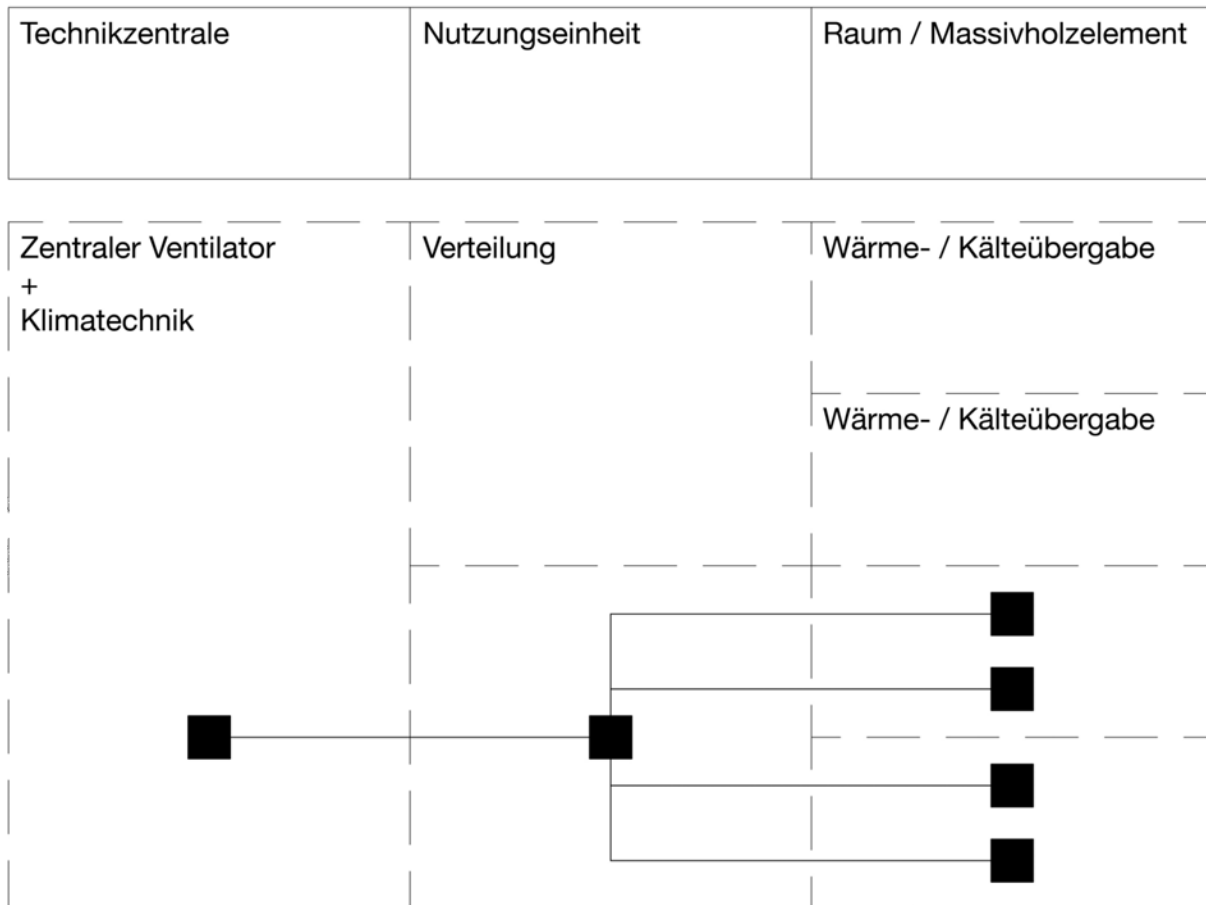 Technikzentrale
Nutzungseinheit
Raum / Massivholzelement
Zentraler Ventilator
+
Klimatechnik
Verteilung
Wärme- / Kälteübergabe
Wärme- / Kälteübergabe